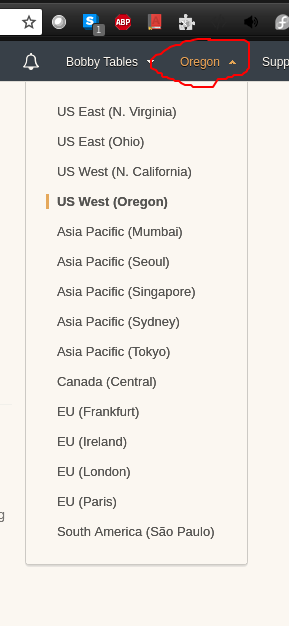 1
ABP
Bobby Tables
Oregon
Supp
US East (N. Virginia)
US East (Ohio)
US West (N. California)
US West (Oregon)
Asia Pacific (Mumbai)
Asia Pacific (Seoul)
Asia Pacific (Singapore)
Asia Pacific (Sydney)
Asia Pacific (Tokyo)
Canada (Central)
EU (Frankfurt)
EU (Ireland)
EU (London)
EU (Paris)
g
South America (São Paulo)